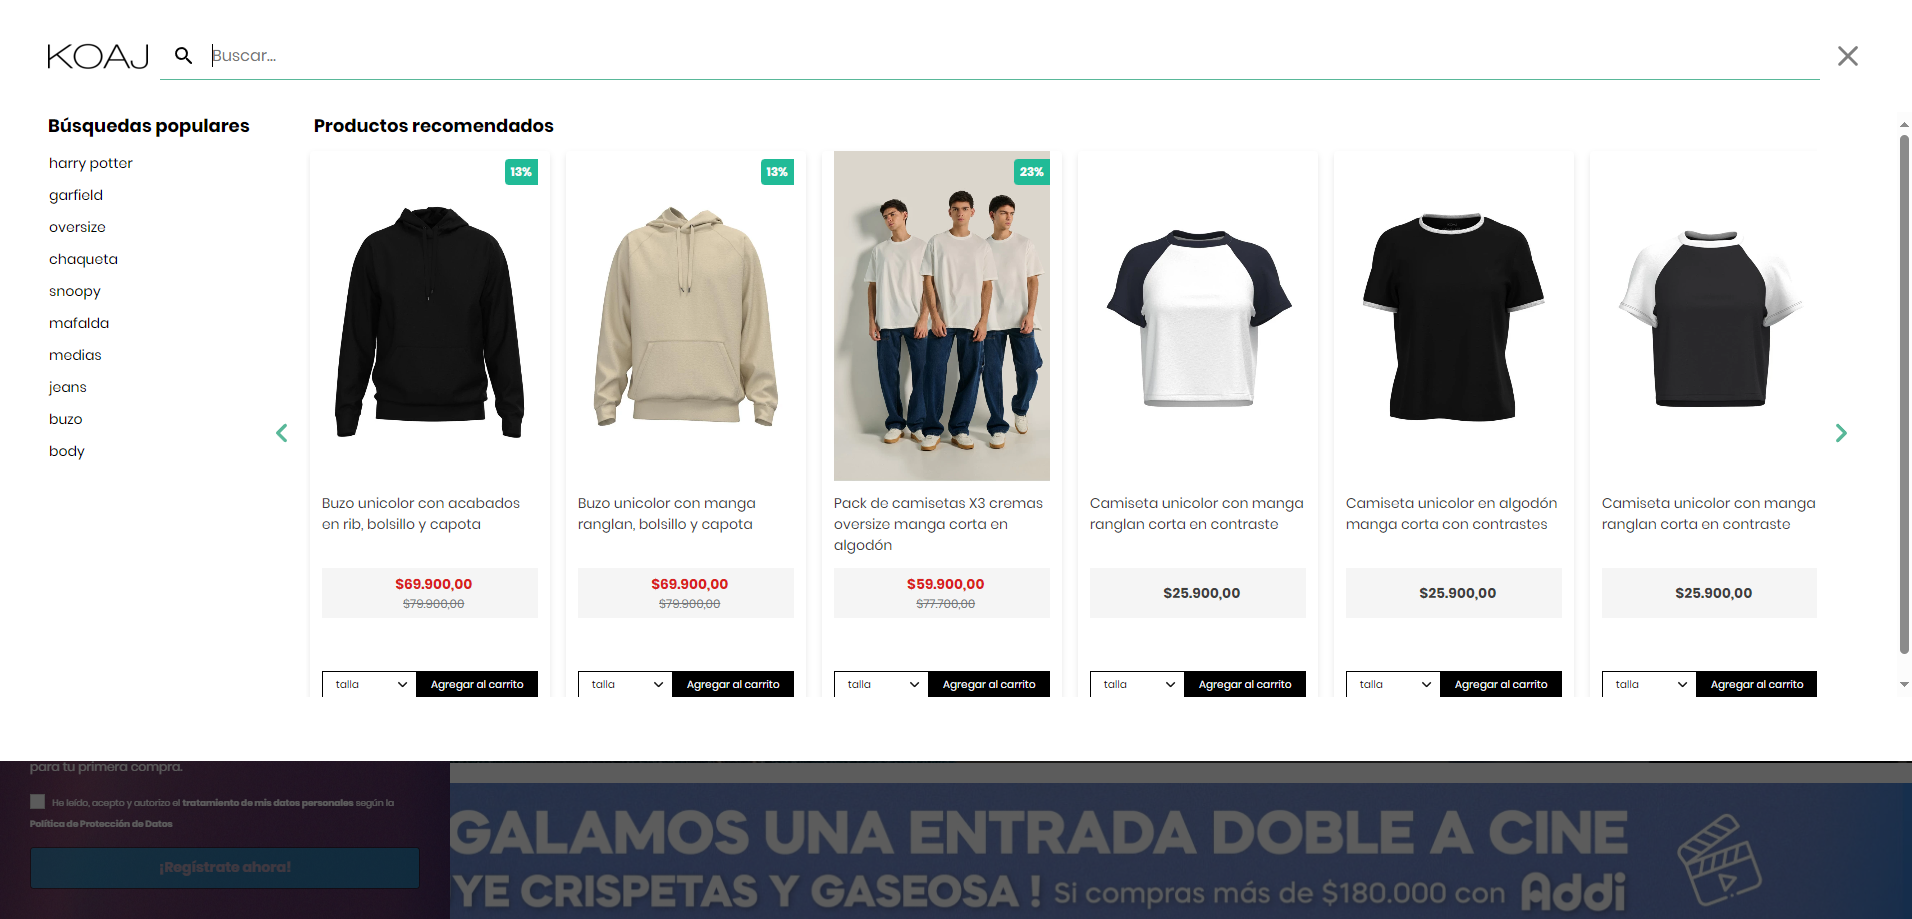 KOAJ
Buscar...
Búsquedas populares
harry potter
garfield
oversize
chaqueta
snoopy
mafalda
medias
jeans
buzo
body
Productos recomendados
13%
Buzo unicolor con acabados
en rib, bolsillo y capota
$69.900,00
$79.900,00
talla
Agregar al carrito
13%
Buzo unicolor con manga
ranglan, bolsillo y capota
$69.900,00
$79.900,00
talla
Agregar al carrito
23%
Pack de camisetas X3 cremas
oversize manga corta en
algodón
$59.900,00
$77.700,00
talla
Agregar al carrito
Camiseta unicolor con manga
ranglan corta en contraste
$25.900,00
talla
Agregar al carrito
Camiseta unicolor en algodón
manga corta con contrastes
$25.900,00
talla
Agregar al carrito
Camiseta unicolor con manga
ranglan corta en contraste
$25.900,00
talla
Agregar al carrito
para tu primera compra.
He leído, acepto y autorizo el tratamiento de mis datos personales según la
Política de Protección de Datos
¡Regístrate ahora!
GALAMOS UNA ENTRADA DOBLE A CINE
YE CRISPETAS Y GASEOSA ! Si compras más de $180.000 con Addi